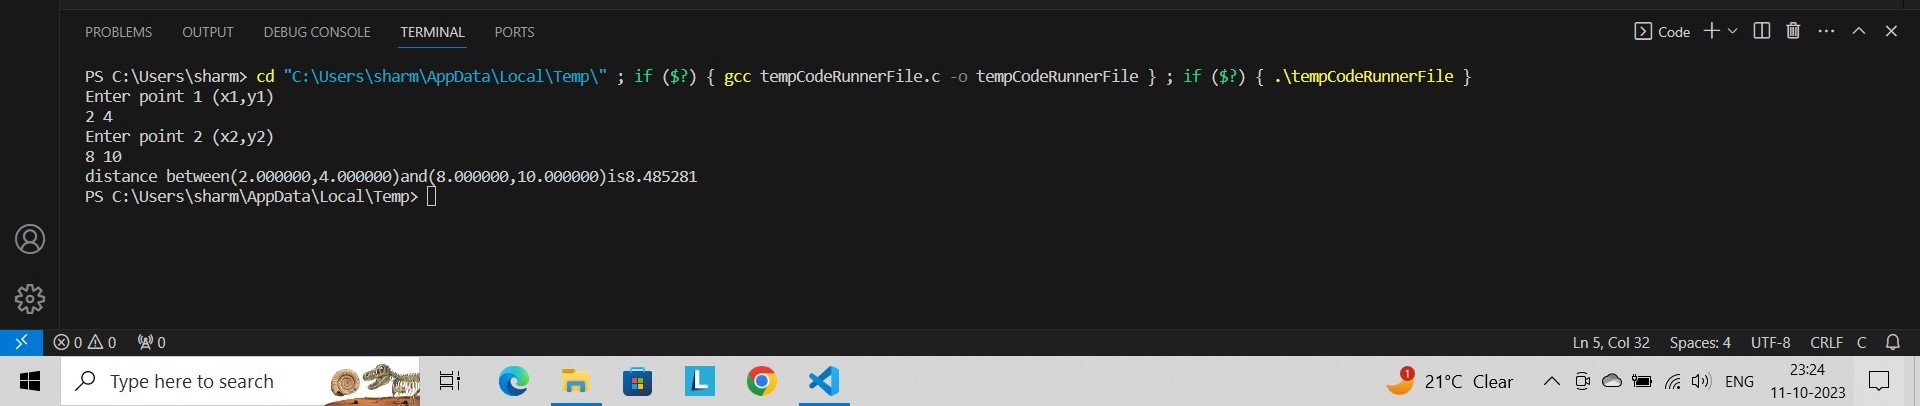 PROBLEMS OUTPUT DEBUG CONSOLE TERMINAL PORTS Code
PS C:\Users\sharm> cd "C:\Users\sharm\AppData\Local\Temp\" ; if ($?) { gcc tempCodeRunnerFile.c -o tempCodeRunnerFile } ; if ($?) { .\tempCodeRunnerFile }
Enter point 1 (x1,y1)
2 4
Enter point 2 (x2,y2)
8 10
distance between(2.000000,4.000000)and(8.000000,10.000000)is8.485281
PS C:\Users\sharm\AppData\Local\Temp>
0 0 0 Ln 5, Col 32 Spaces: 4 UTF-8 CRLF C
Type here to search L 1 21°C Clear ENG 23:24
11-10-2023